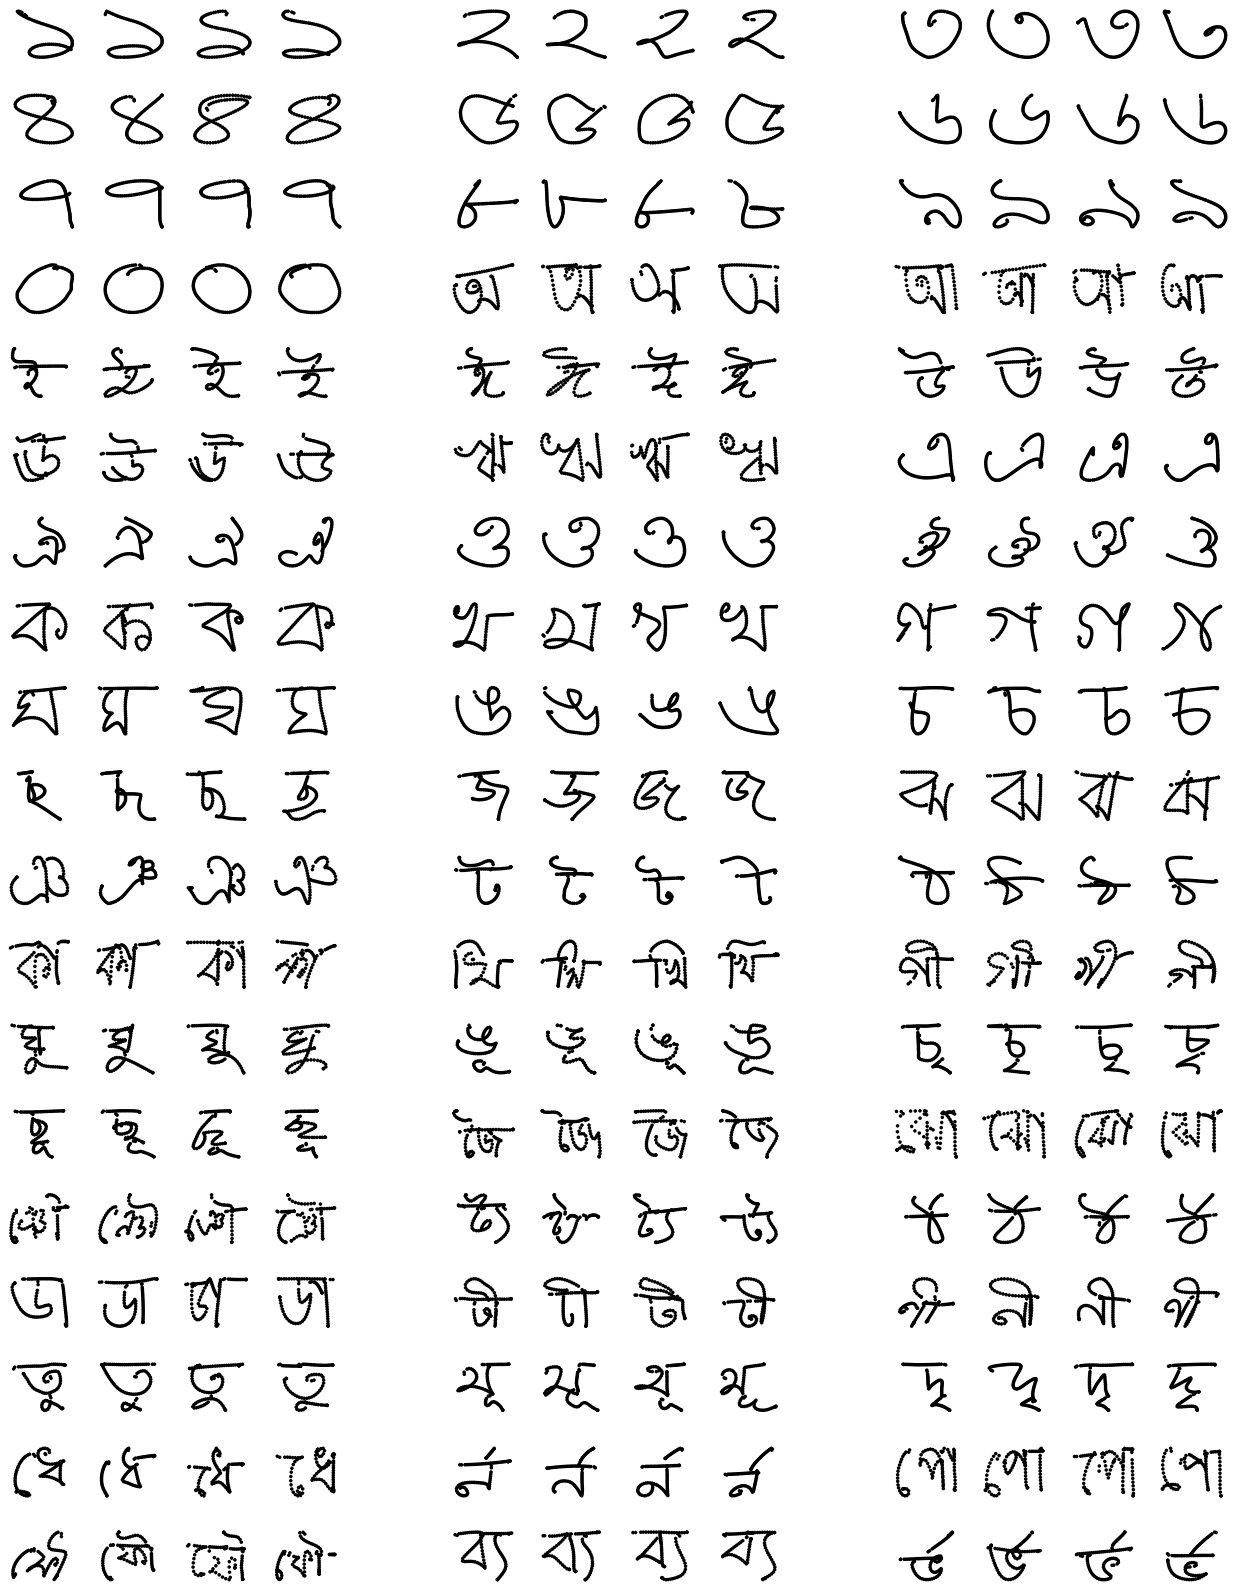 ১ ১ ১ ১ ২ ২ ২ ২ ৩ ৩ ৩ ৩
৪ ৪ ৪ ৪ ৫ ৫ ৫ ৫ ৬ ৬ ৬ ৬
৭ ৭ ৭ ৭ ৮ ৮ ৮ ৮ ৯ ৯ ৯ ৯
০ ০ ০ ০ অ অ অ অ আ আ আ আ
ই ই ই ই ঈ ঈ ঈ ঈ উ উ উ উ
ঊ ঊ ঊ ঊ ঋ ঋ ঋ ঋ এ এ এ এ
ঐ ঐ ঐ ঐ ও ও ও ও ঔ ঔ ঔ ঔ
ক ক ক ক খ খ খ খ গ গ গ গ
ঘ ঘ ঘ ঘ ঙ ঙ ঙ ঙ চ চ চ চ
ছ ছ ছ ছ জ জ জ জ ঝ ঝ ঝ ঝ
ঞ ঞ ঞ ঞ ট ট ট ট ঠ ঠ ঠ ঠ
কা কা কা কা খি খি খি খি গী গী গী গী
ঘু ঘু ঘু ঘু ঙূ ঙূ ঙূ ঙূ চৃ চৃ চৃ চৃ
ছূ ছূ ছূ ছূ জৈ জৈ জৈ জৈ ঝো ঝো ঝো ঝো
ঞৌ ঞৌ ঞৌ ঞৌ ট্য ট্য ট্য ট্য র্ঠ র্ঠ র্ঠ র্ঠ
ডা ডা ডা ডা ঢী ঢী ঢী ঢী ণী ণী ণী ণী
তু তু তু তু থূ থূ থূ থূ দৃ দৃ দৃ দৃ
ধে ধে ধে ধে র্ন র্ন র্ন র্ন পো পো পো পো
ফৌ ফৌ ফৌ ফৌ ব্য ব্য ব্য ব্য র্ভ র্ভ র্ভ র্ভ